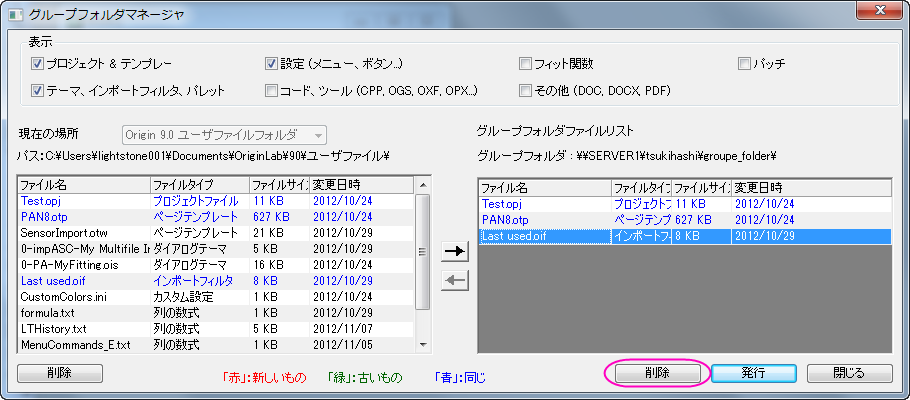 グループフォルダマネージャ
表示
プロジェクト & テンプレー
設定 (メニュー、ボタン...)
フィット関数
パッチ
テーマ、インポートフィルタ、パレット
コード、ツール (CPP, OGS, OXF, OPX...)
その他 (DOC, DOCX, PDF)
現在の場所
Origin 9.0 ユーザファイルフォルダ
パス:C:¥Users¥lightstone001¥Documents¥OriginLab¥90¥ユーザファイル¥
ファイル名 ファイルタイプ ファイルサイズ 変更日時
Test.opj プロジェクトファイル 11 KB 2012/10/24
PAN8.otp ページテンプレート 627 KB 2012/10/24
SensorImport.otw ページテンプレート 21 KB 2012/10/29
0-impASC-My Multifile Ir ダイアログテーマ 5 KB 2012/10/29
0-PA-MyFitting.ois ダイアログテーマ 16 KB 2012/10/24
Last used.oif インポートフィルタ 8 KB 2012/10/29
CustomColors.ini カスタム設定 1 KB 2012/10/24
formula.txt 列の数式 1 KB 2012/10/29
LTHistory.txt 列の数式 5 KB 2012/11/07
MenuCommands_E.txt 列の数式 1 KB 2012/11/05
グループフォルダファイルリスト
グループフォルダ : ¥¥SERVER1¥tsukihashi¥groupe_folder¥
ファイル名 ファイルタイプ ファイルサイズ 変更日時
Test.opj プロジェクトフ 11 KB 2012/10/24
PAN8.otp ページテンプ 627 KB 2012/10/24
Last used.oif インポートフ 8 KB 2012/10/29
削除
「赤」:新しいもの 「緑」:古いもの 「青」:同じ
削除
発行
閉じる